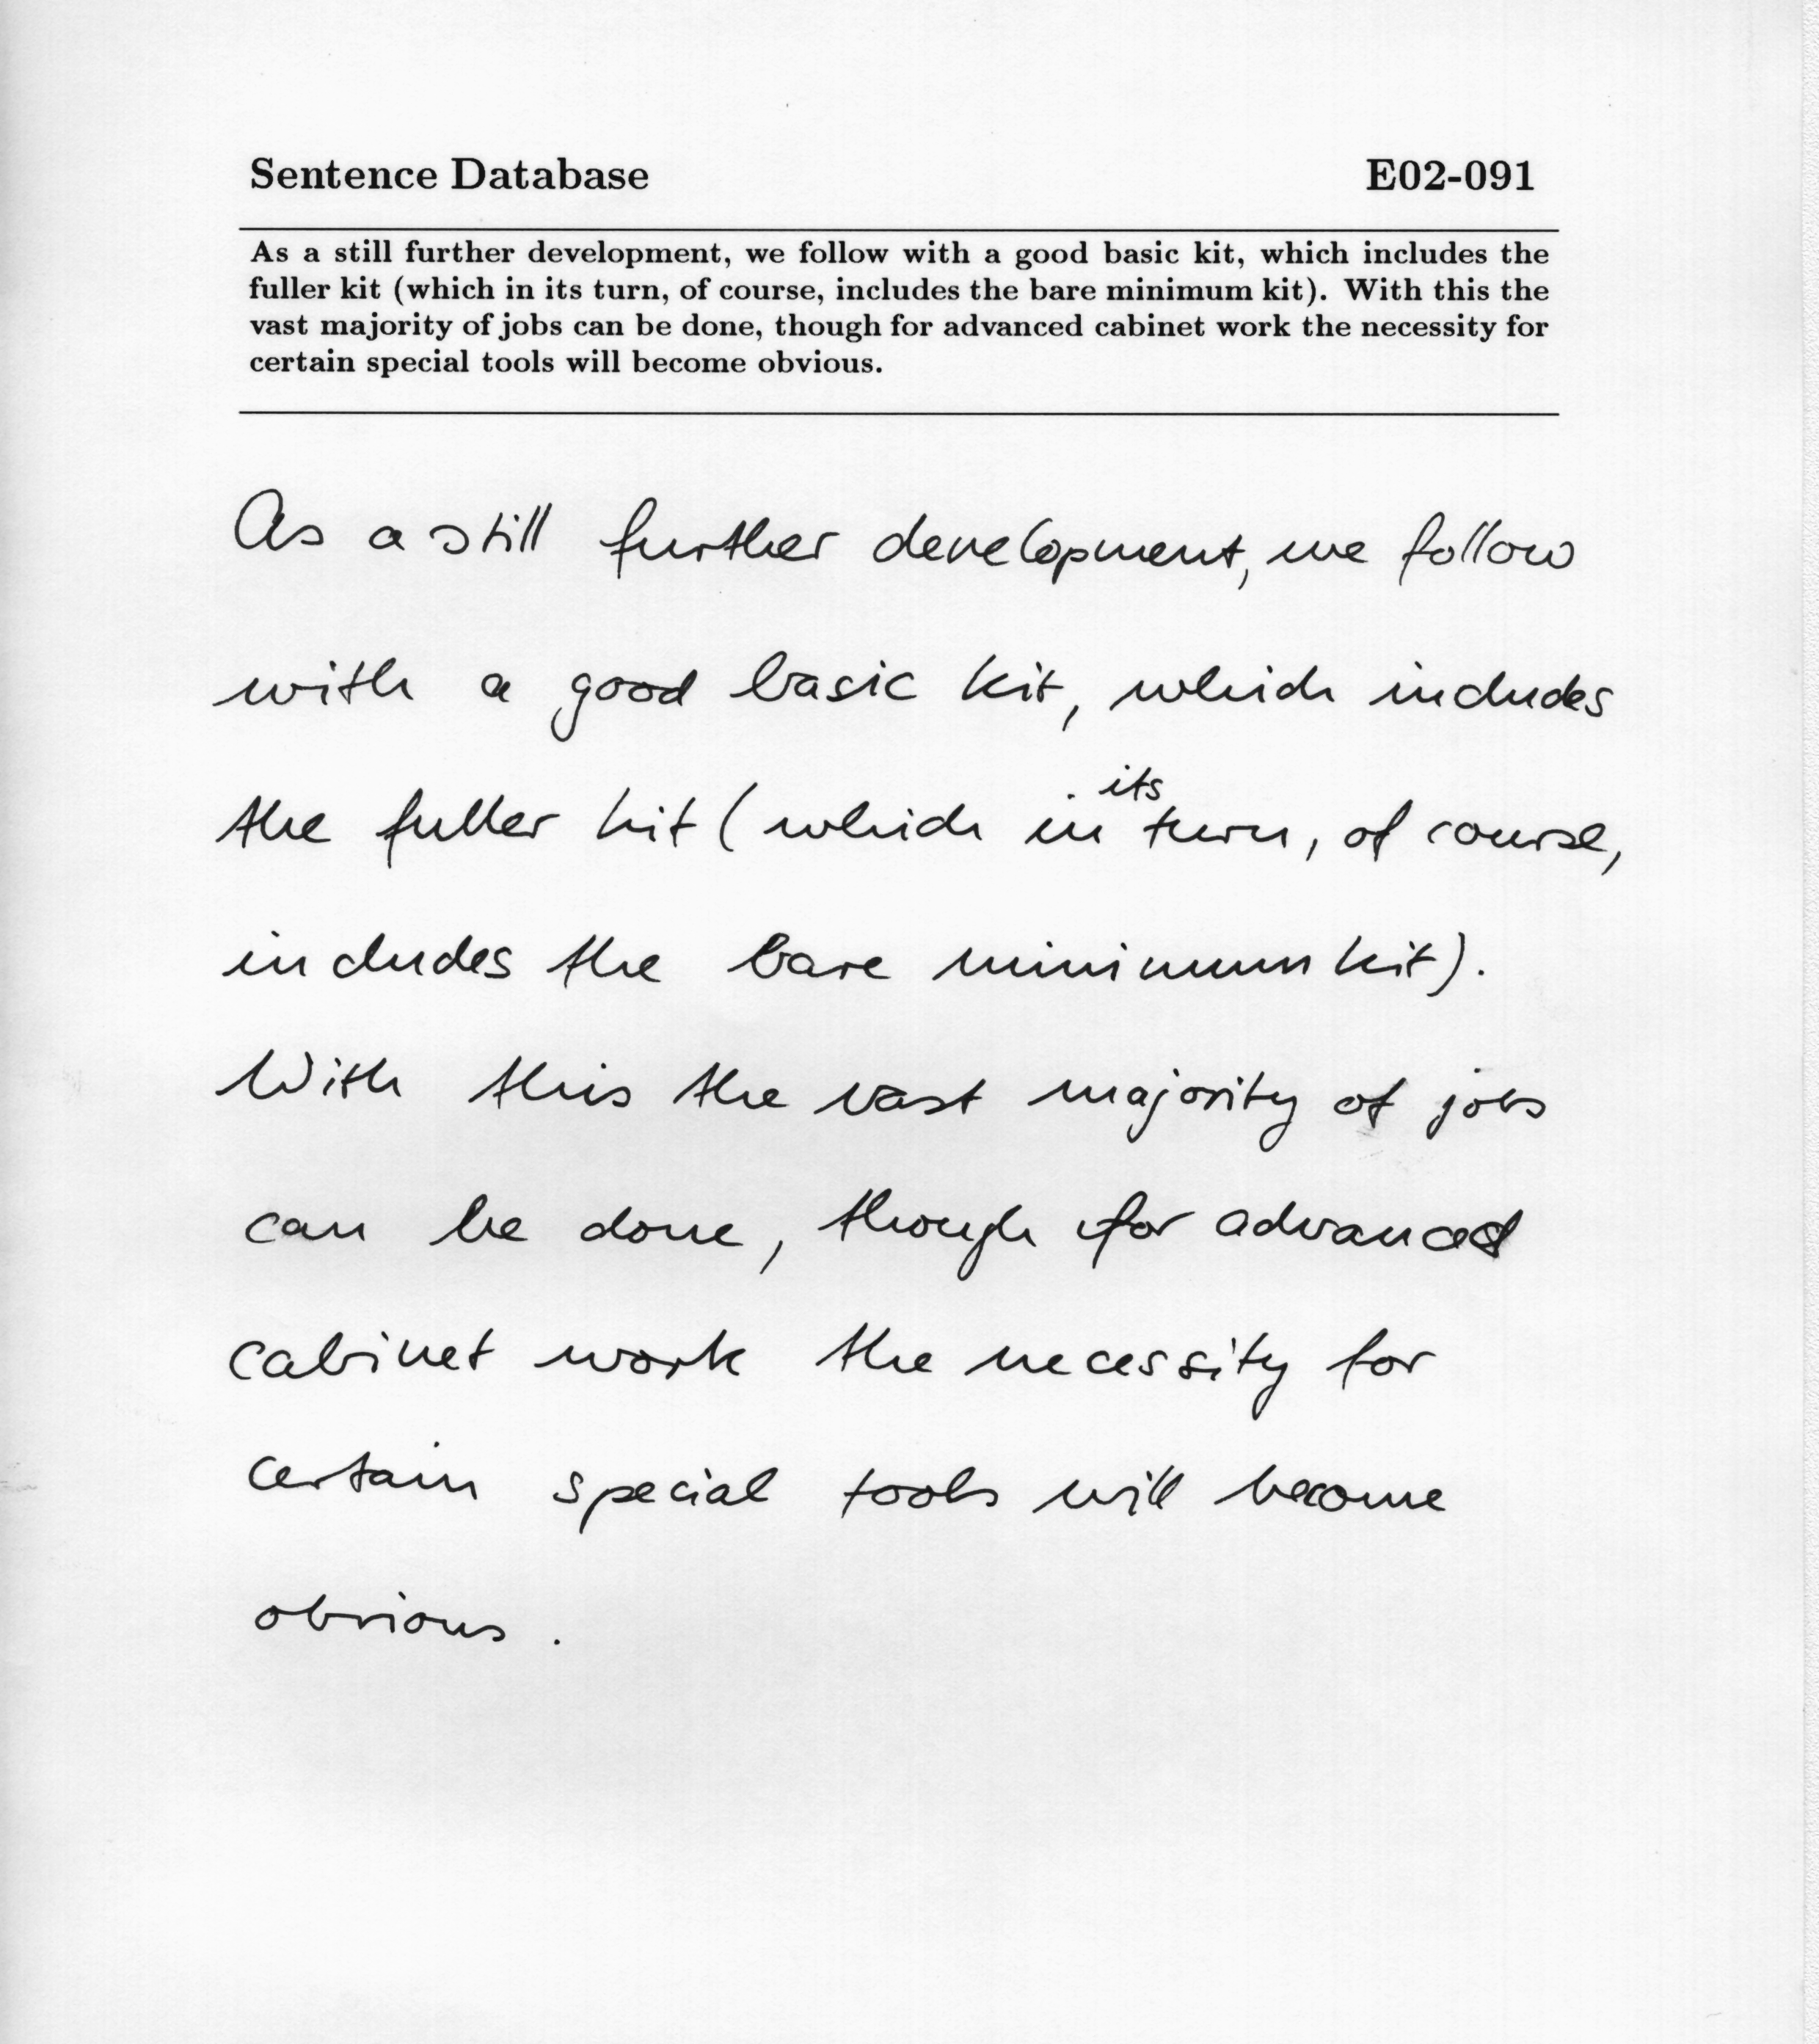 Sentence Database E02-091
As a still further development, we follow with a good basic kit, which includes the
fuller kit (which in its turn, of course, includes the bare minimum kit). With this the
vast majority of jobs can be done, though for advanced cabinet work the necessity for
certain special tools will become obvious.
As a still further development, we follow
with a good basic kit, which includes
the fuller kit (which in its turn, of course,
includes the bare minimum kit).
With this the vast majority of jobs
can be done, though for advanced
cabinet work the necessity for
certain special tools will become
obvious.